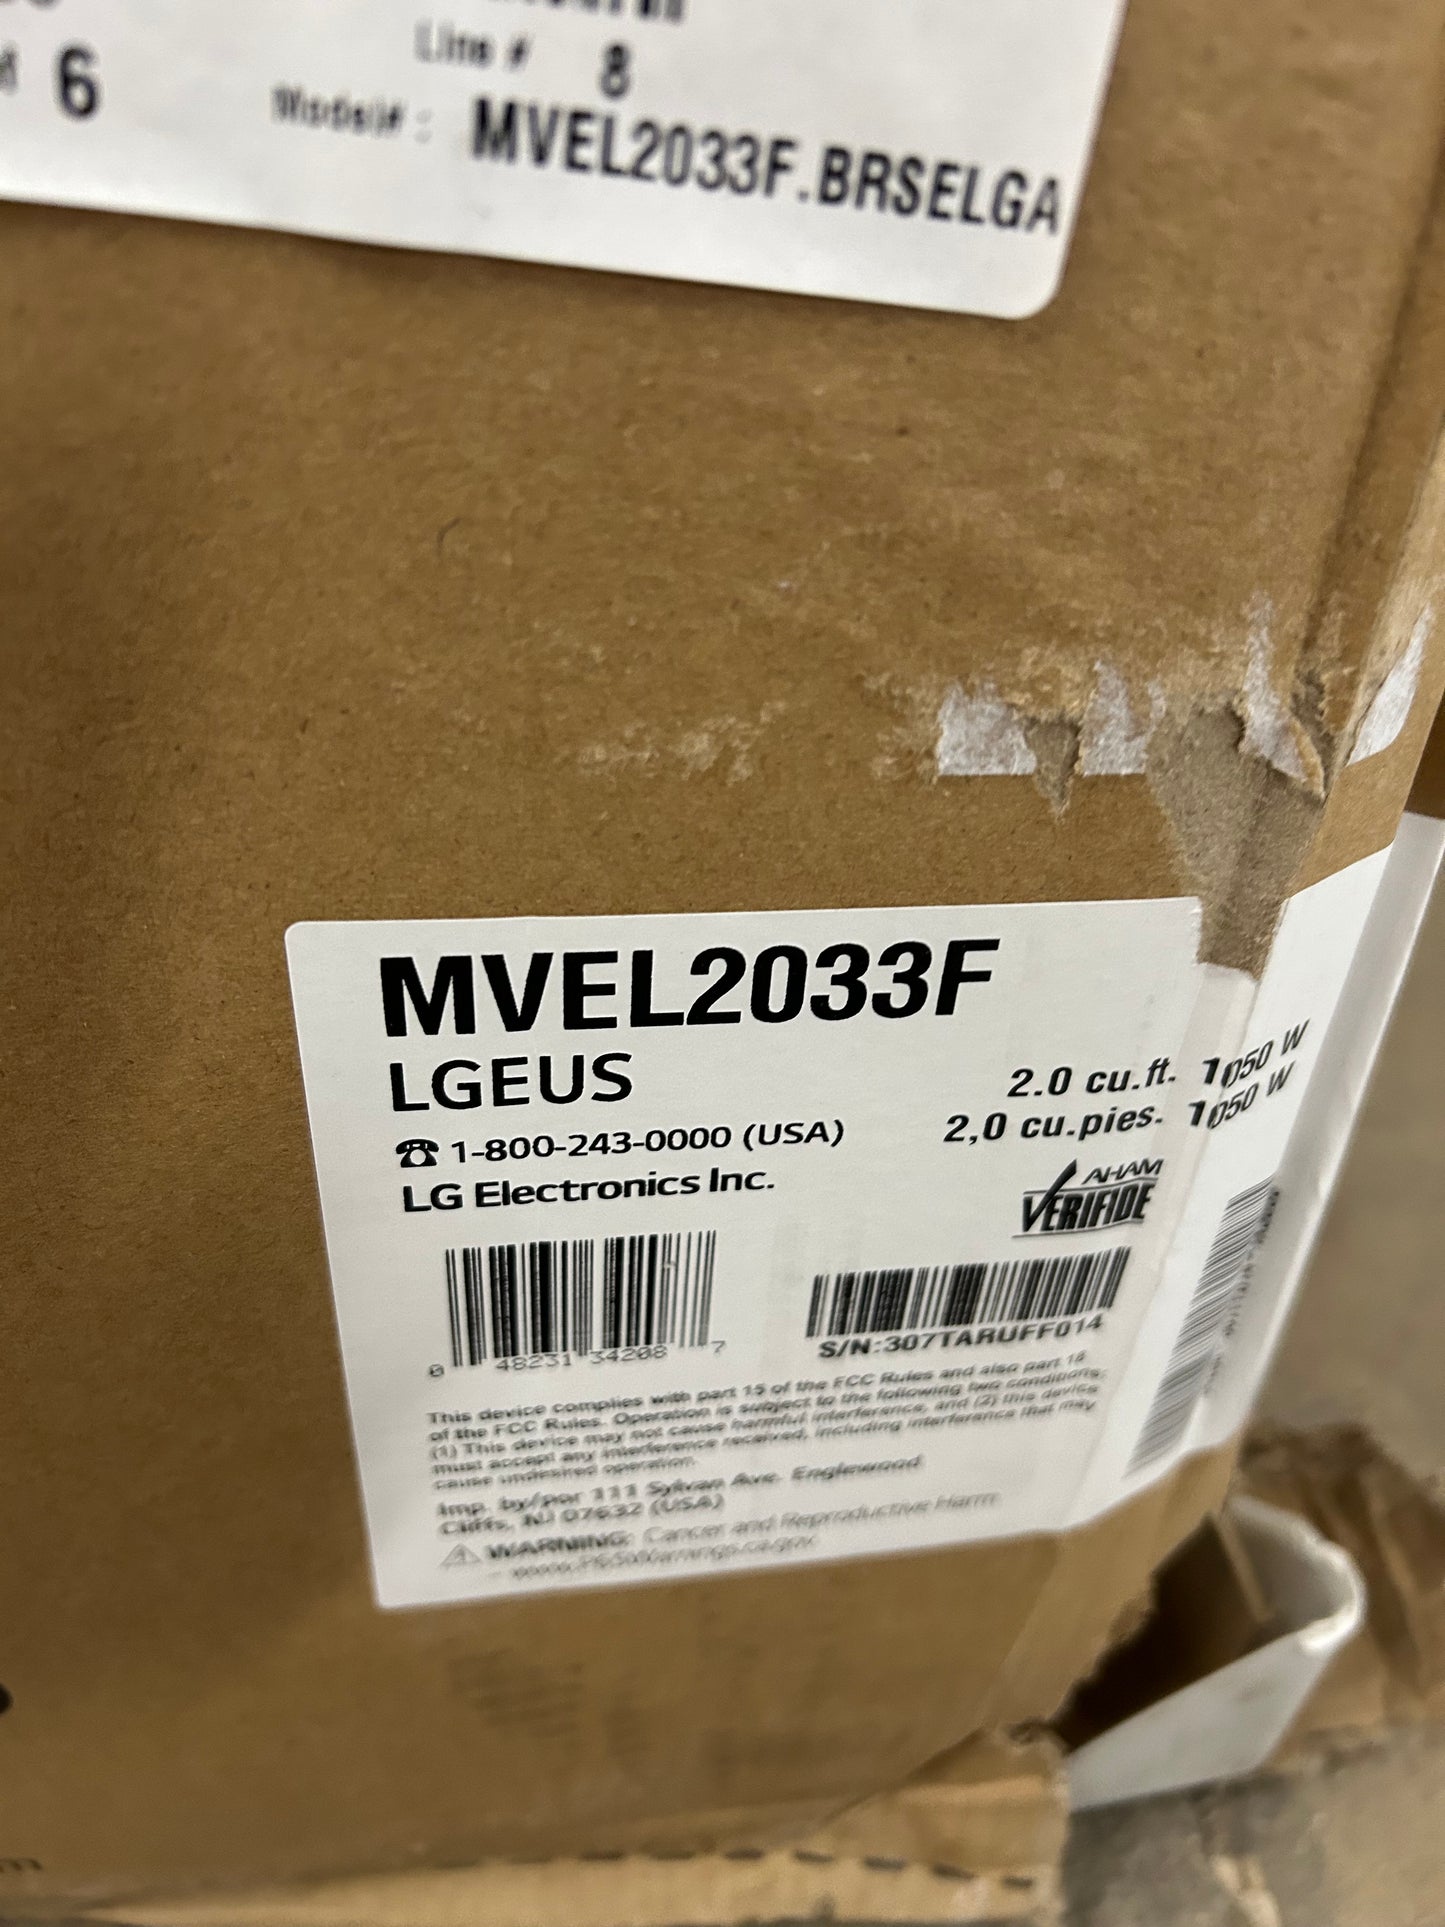 6
Line # 8
Model# : MVEL2033F.BRSELGA
MVEL2033F
LGEUS
2.0 cu.ft. 1050 W
2,0 cu.pies. 1050 W
☎ 1-800-243-0000 (USA)
LG Electronics Inc.
AHAM
VERIFIDE
0 48231 34208 7
S/N:307TARUFF014
This device complies with part 15 of the FCC Rules and also part 18
of the FCC Rules. Operation is subject to the following two conditions:
(1) This device may not cause harmful interference, and (2) this device
must accept any interference received, including interference that may
cause undesired operation.
Imp. by/por 111 Sylvan Ave. Englewood
Cliffs, NJ 07632 (USA)
⚠ WARNING: Cancer and Reproductive Harm
- www.P65Warnings.ca.gov